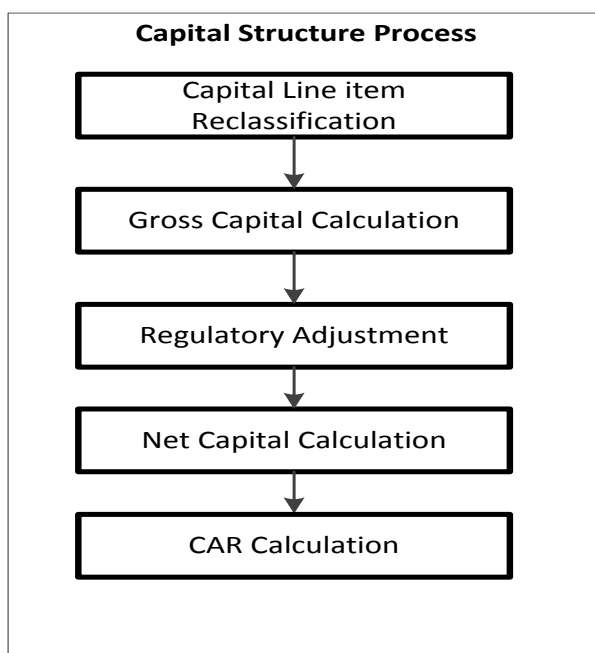 Capital Structure Process
Capital Line item
Reclassification
Gross Capital Calculation
Regulatory Adjustment
Net Capital Calculation
CAR Calculation